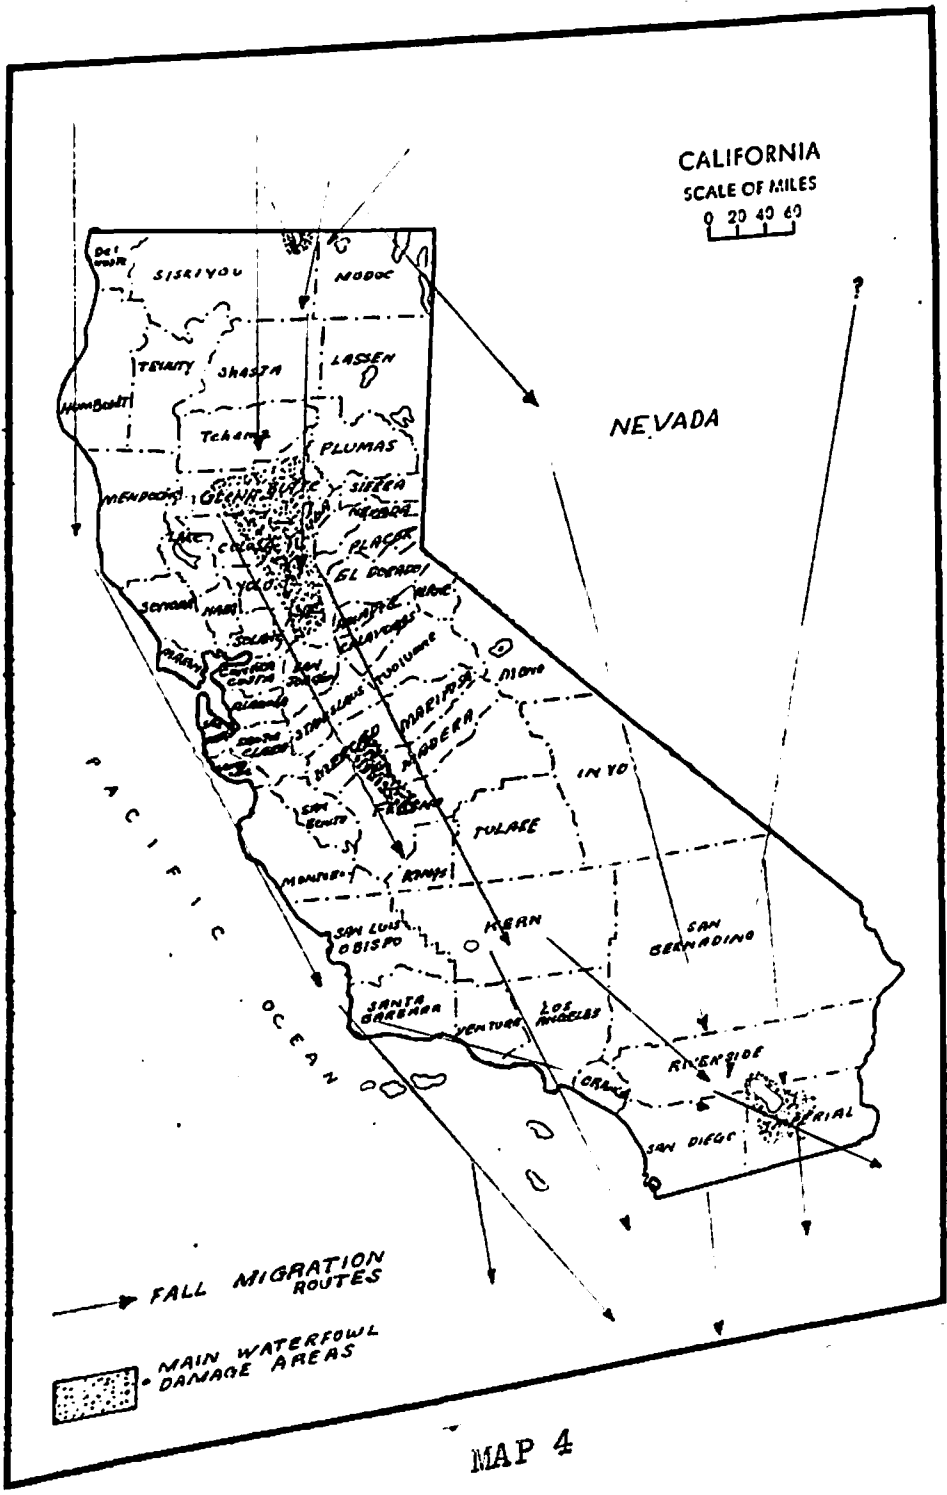 CALIFORNIA
SCALE OF MILES
0 20 40 60
?
SISKIYOU
MODOC
TRINITY
SHASTA
LASSEN
HUMBOLDT
NEVADA
Tehama
PLUMAS
MENDOCINO
GLENN
BUTTE
SIERRA
NEVADA
LAKE
COLUSA
PLACER
YOLO
EL DORADO
SONOMA
NAPA
SOLANO
CALAVERAS
MARIN
CONTRA
COSTA
SAN
TUOLUMNE
MONO
STANISLAUS
MARIPOSA
MERCED
MADERA
INYO
SAN
BENITO
FRESNO
TULARE
KINGS
PACIFIC
OCEAN
SAN LUIS
OBISPO
KERN
SAN
BERNADINO
SANTA
BARBARA
VENTURA
LOS
ANGELES
RIVERSIDE
ORANGE
SAN DIEGO
IMPERIAL
FALL MIGRATION
ROUTES
MAIN WATERFOWL
DAMAGE AREAS
MAP 4